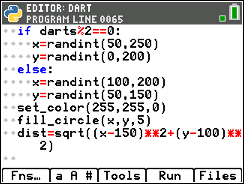 EDITOR: DART
PROGRAM LINE 0065
if darts%2==0:
x=randint(50,250)
y=randint(0,200)
else:
x=randint(100,200)
y=randint(50,150)
set_color(255,255,0)
fill_circle(x,y,5)
dist=sqrt((x-150)**2+(y-100)**
2)
Fns… a A # Tools Run Files